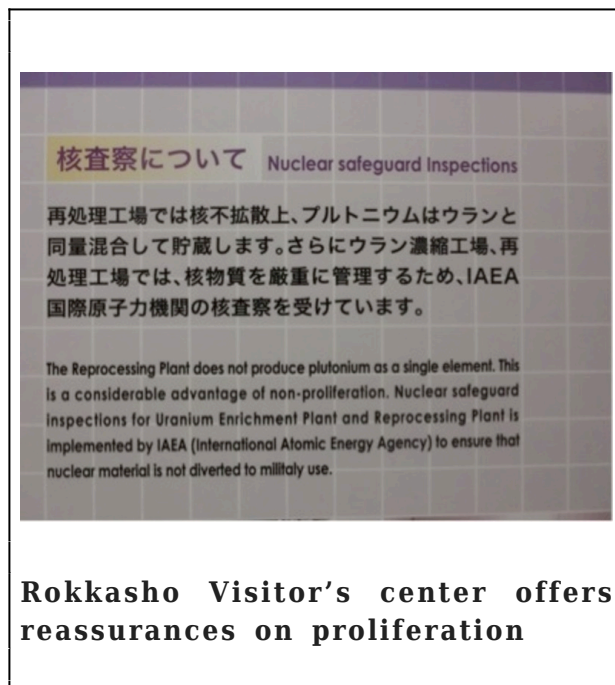 核査察について Nuclear safeguard Inspections
再処理工場では核不拡散上、プルトニウムはウランと
同量混合して貯蔵します。さらにウラン濃縮工場、再
処理工場では、核物質を厳重に管理するため、IAEA
国際原子力機関の核査察を受けています。
The Reprocessing Plant does not produce plutonium as a single element. This
is a considerable advantage of non-proliferation. Nuclear safeguard
inspections for Uranium Enrichment Plant and Reprocessing Plant is
implemented by IAEA (International Atomic Energy Agency) to ensure that
nuclear material is not diverted to militaly use.
Rokkasho Visitor's center offers
reassurances on proliferation